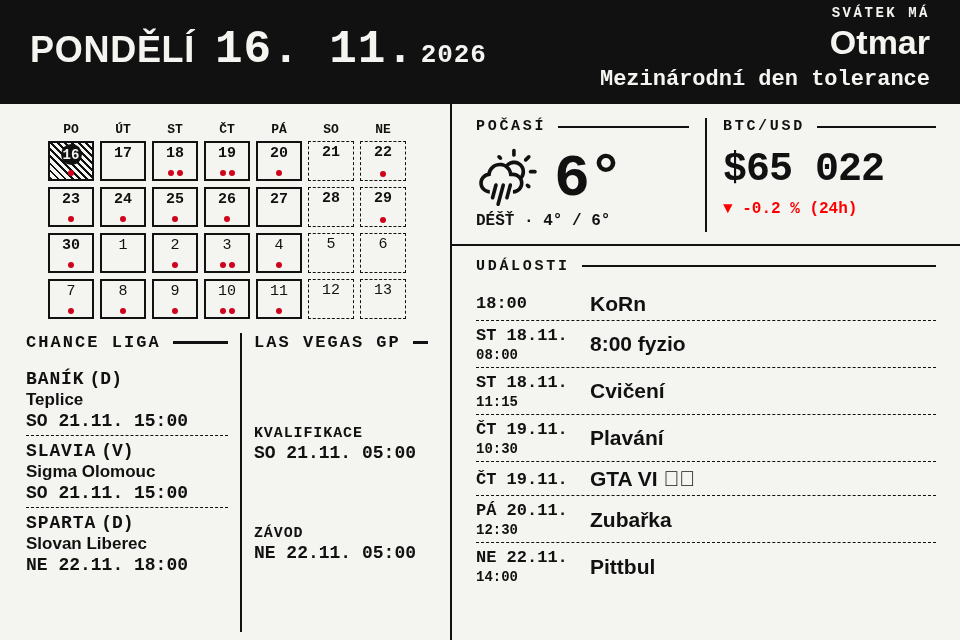 PONDĚLÍ 16. 11. 2026
SVÁTEK MÁ
Otmar
Mezinárodní den tolerance
PO ÚT ST ČT PÁ SO NE
16 17 18 19 20 21 22
23 24 25 26 27 28 29
30 1 2 3 4 5 6
7 8 9 10 11 12 13
CHANCE LIGA
BANÍK (D)
Teplice
SO 21.11. 15:00
SLAVIA (V)
Sigma Olomouc
SO 21.11. 15:00
SPARTA (D)
Slovan Liberec
NE 22.11. 18:00
LAS VEGAS GP
KVALIFIKACE
SO 21.11. 05:00
ZÁVOD
NE 22.11. 05:00
POČASÍ
6°
DÉŠŤ · 4° / 6°
BTC/USD
$65 022
▼ -0.2 % (24h)
UDÁLOSTI
18:00 KoRn
ST 18.11.
08:00
8:00 fyzio
ST 18.11.
11:15
Cvičení
ČT 19.11.
10:30
Plavání
ČT 19.11. GTA VI
PÁ 20.11.
12:30
Zubařka
NE 22.11.
14:00
Pittbul